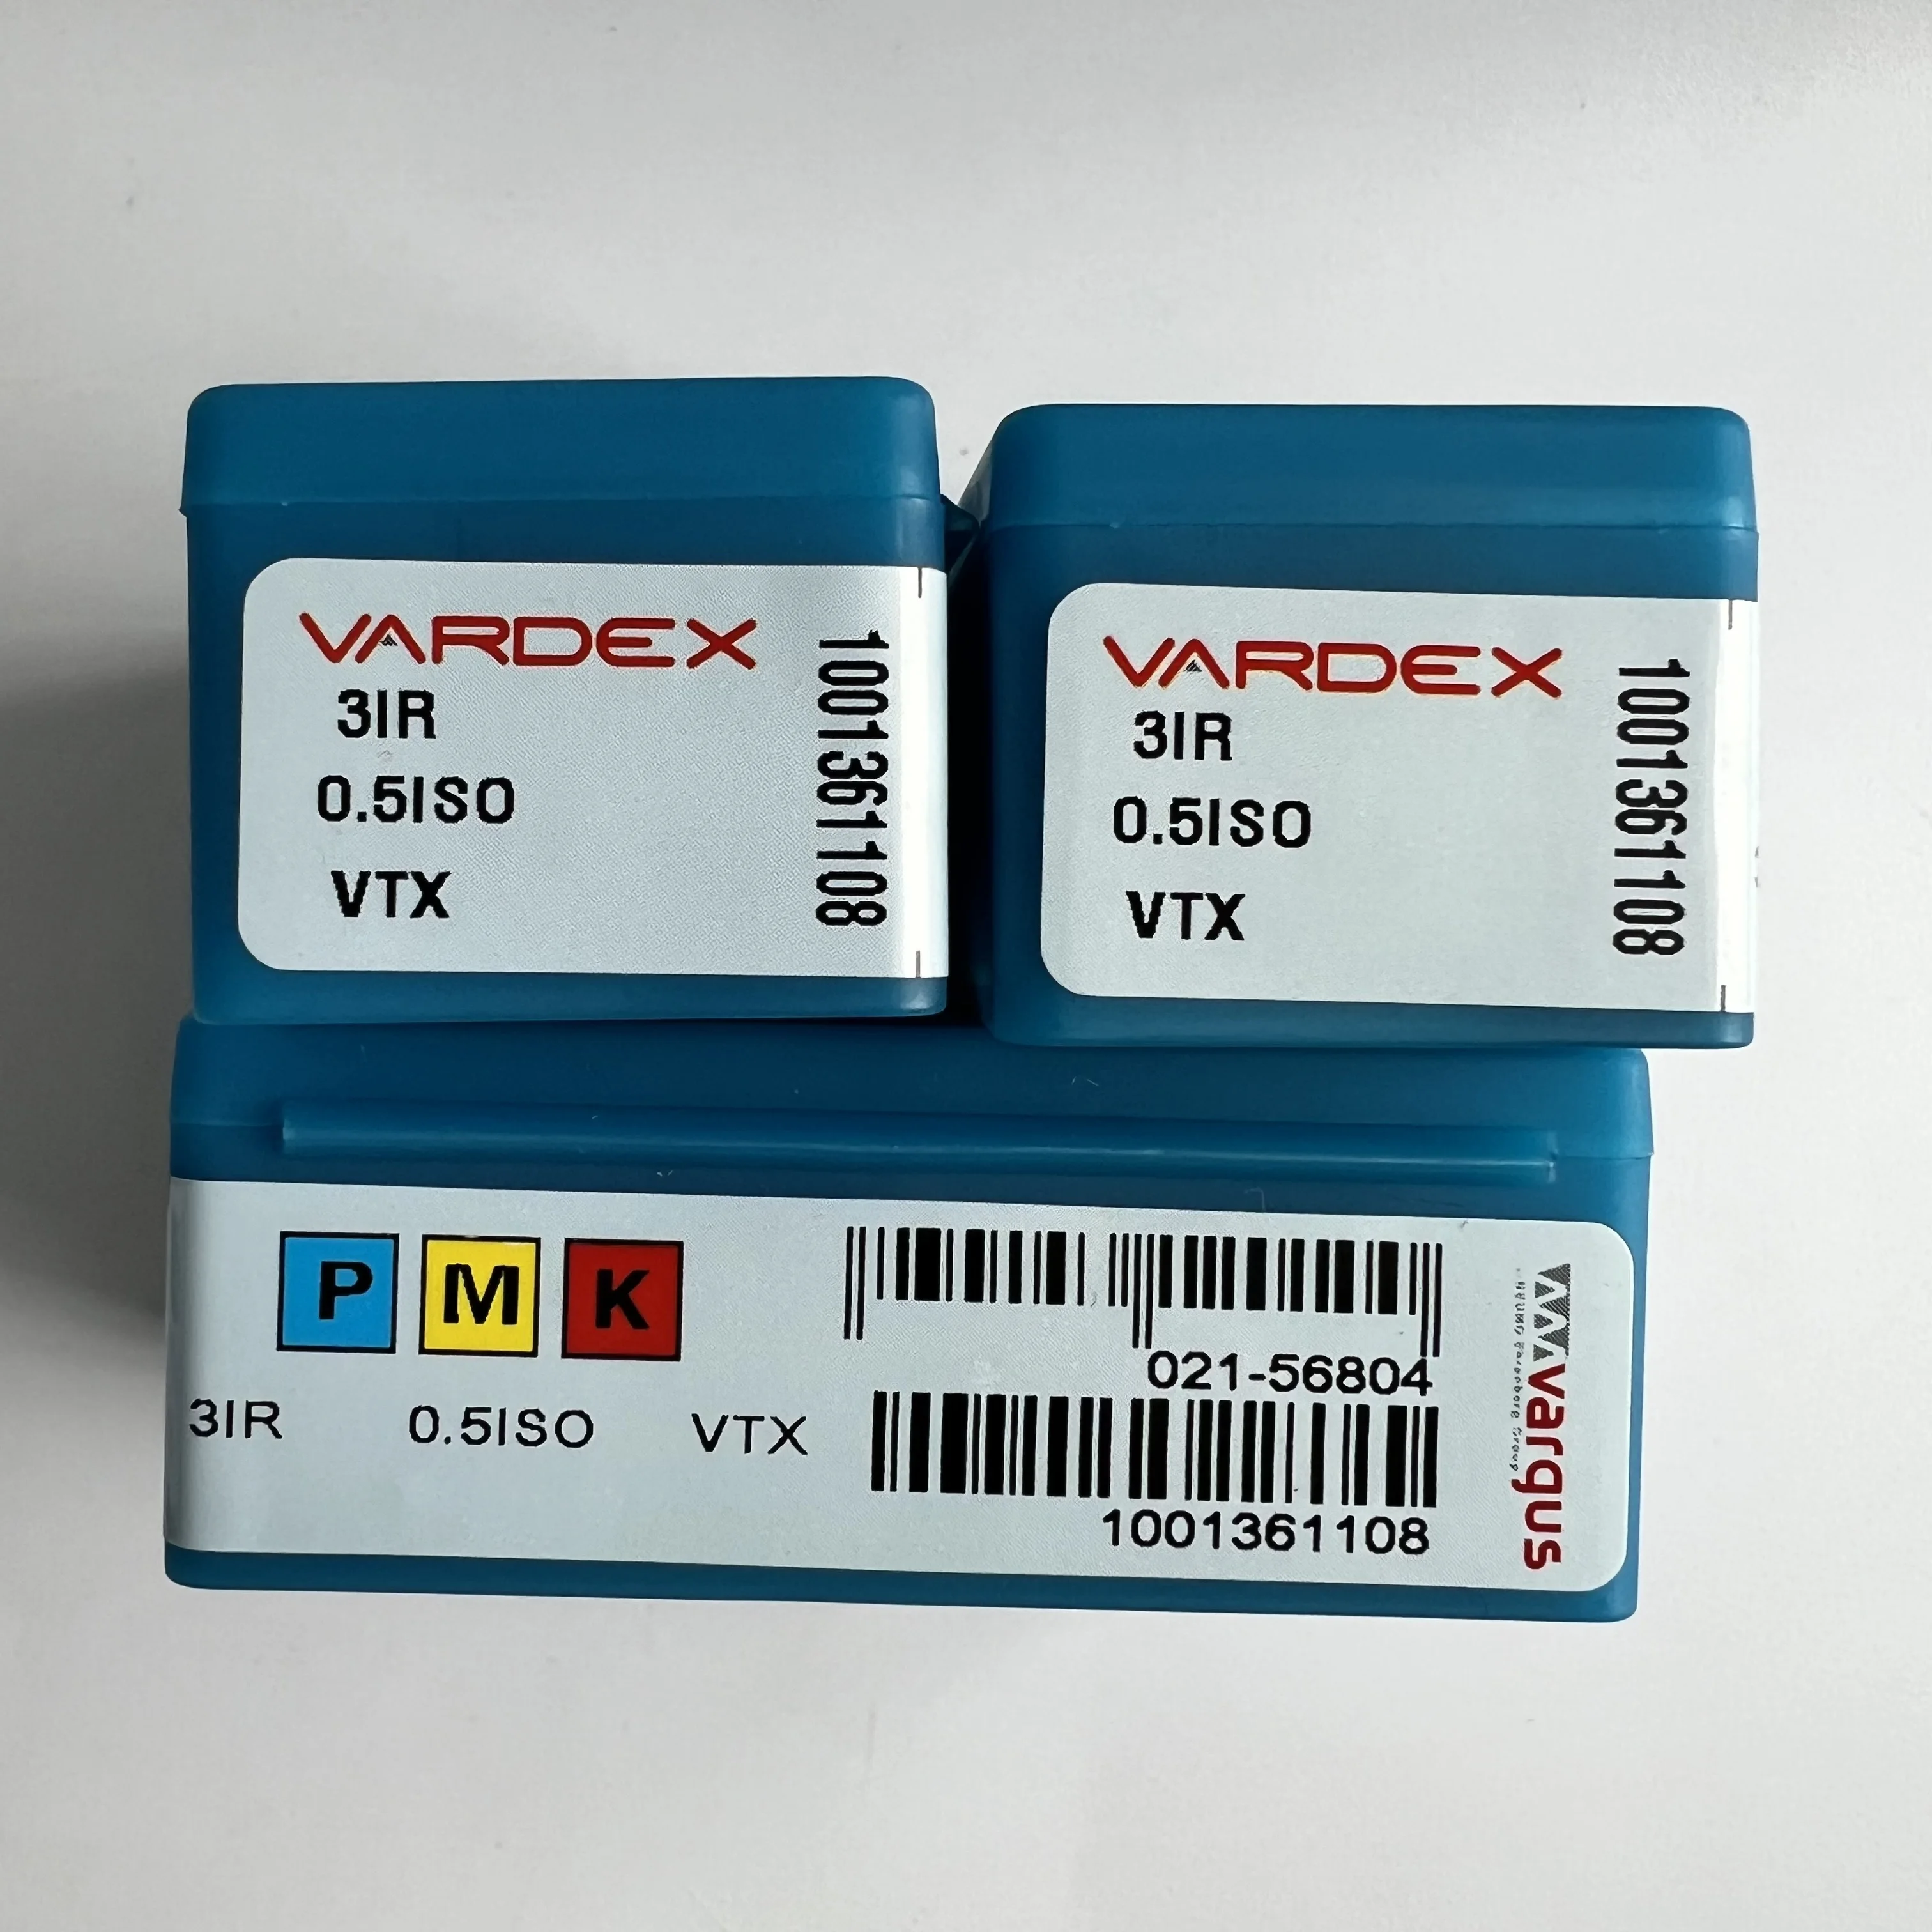 VARDEX
3IR
0.5ISO
VTX
1001361108
VARDEX
3IR
0.5ISO
VTX
1001361108
P M K
3IR 0.5ISO VTX
021-56804
1001361108
vargus
Group